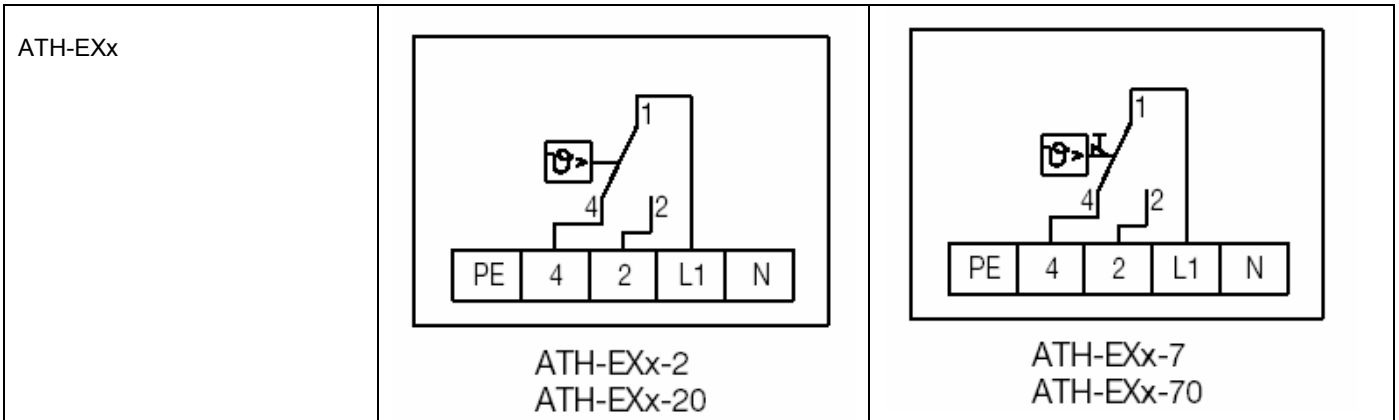 ATH-EXx
1
ϑ>
4
2
PE 4 2 L1 N
ATH-EXx-2
ATH-EXx-20
1
ϑ>
4
2
PE 4 2 L1 N
ATH-EXx-7
ATH-EXx-70